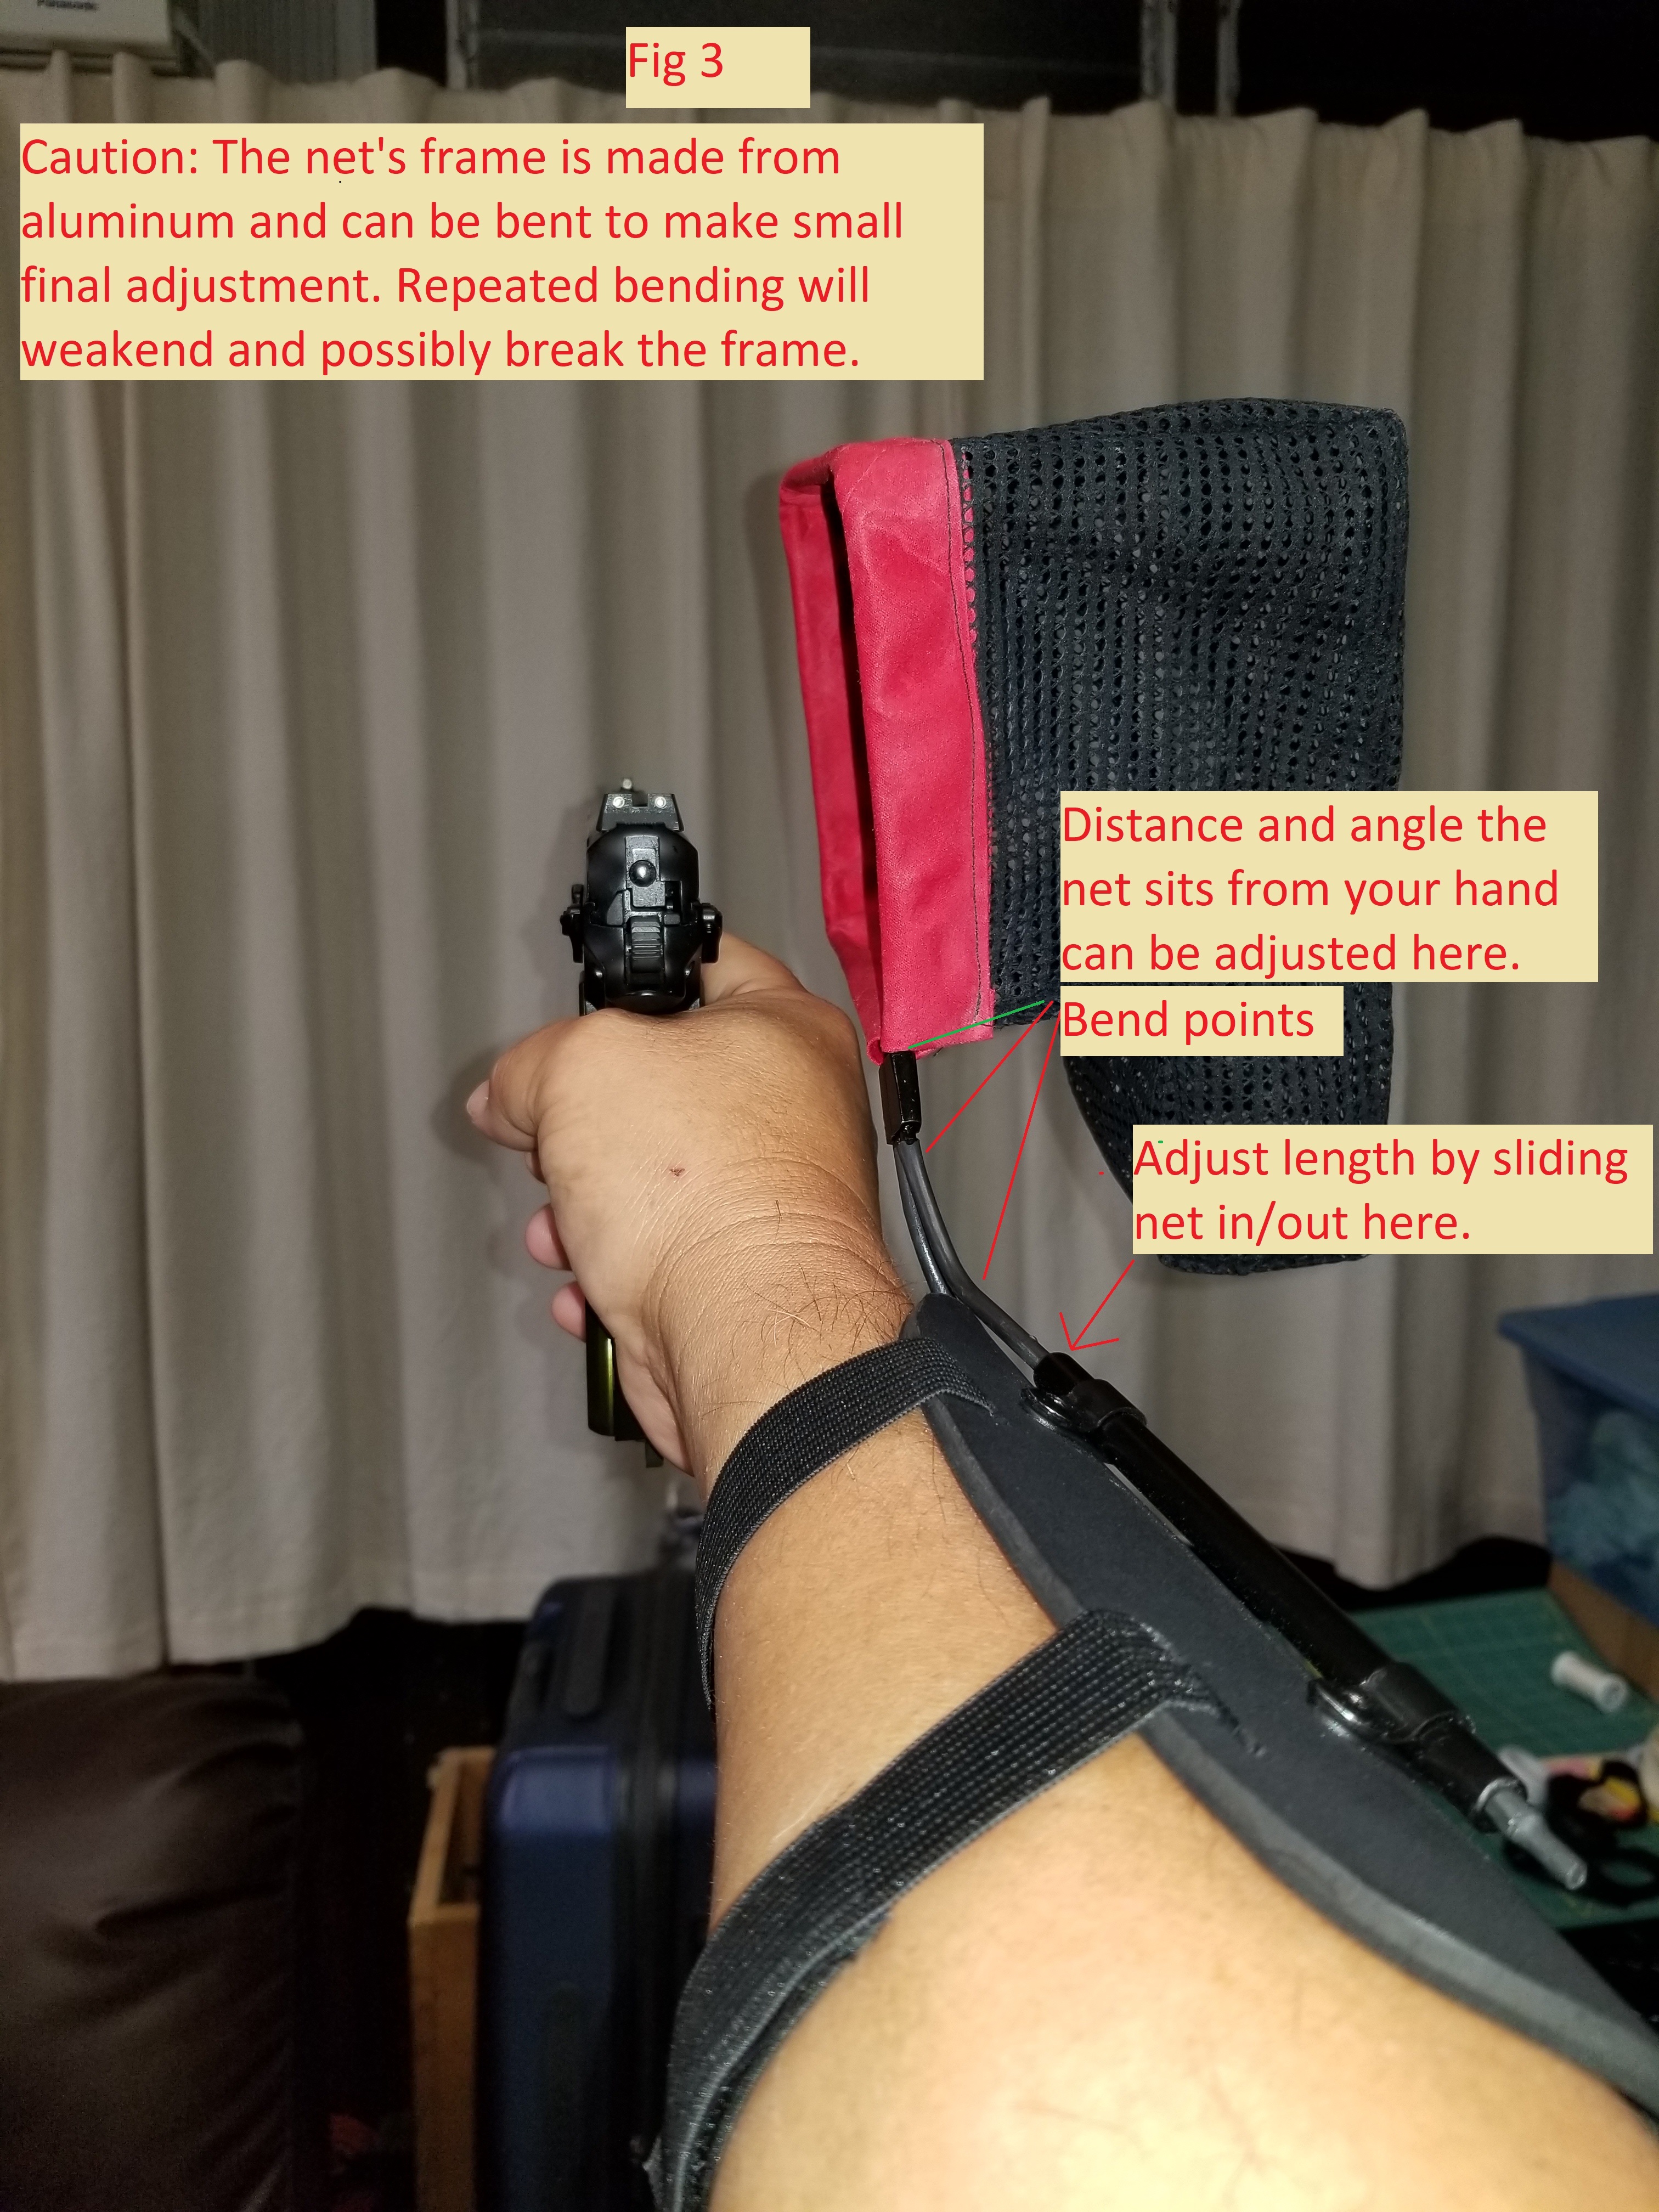 Panasonic
Fig 3
Caution: The net's frame is made from
aluminum and can be bent to make small
final adjustment. Repeated bending will
weakend and possibly break the frame.
Distance and angle the
net sits from your hand
can be adjusted here.
Bend points
Adjust length by sliding
net in/out here.